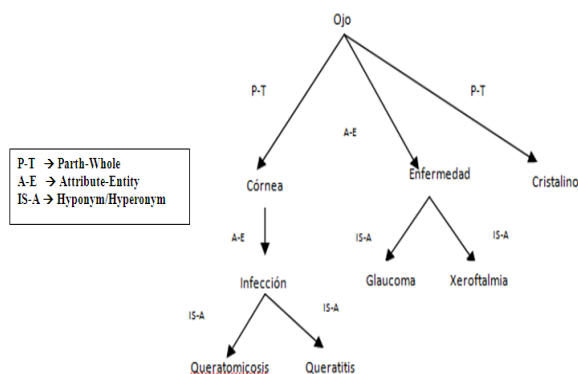 Ojo
P-T
P-T
A-E
P-T → Parth-Whole
A-E → Attribute-Entity
IS-A → Hyponym/Hyperonym
Córnea
Enfermedad
Cristalino
A-E
IS-A
IS-A
Infección
Glaucoma
Xeroftalmia
IS-A
IS-A
Queratomicosis
Queratitis